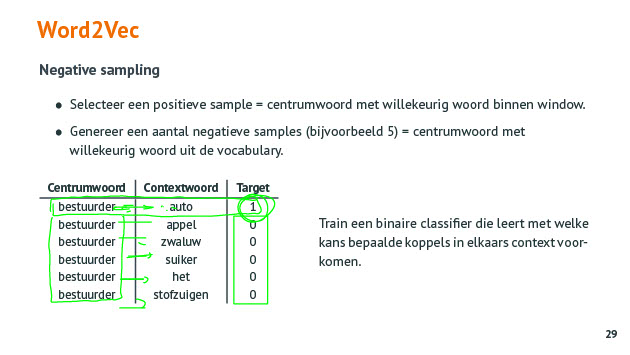 Word2Vec
Negative sampling
● Selecteer een positieve sample = centrumwoord met willekeurig woord binnen window.
● Genereer een aantal negatieve samples (bijvoorbeeld 5) = centrumwoord met
willekeurig woord uit de vocabulary.
Centrumwoord Contextwoord Target
bestuurder auto 1
bestuurder appel 0
bestuurder zwaluw 0
bestuurder suiker 0
bestuurder het 0
bestuurder stofzuigen 0
Train een binaire classifier die leert met welke
kans bepaalde koppels in elkaars context voor-
komen.
29